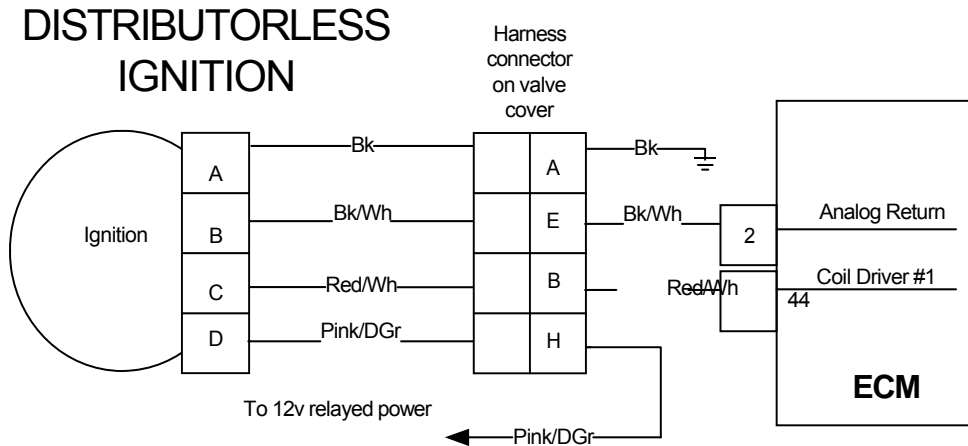 DISTRIBUTORLESS
IGNITION
Harness
connector
on valve
cover
Ignition
A
Bk
A
Bk
B
Bk/Wh
E
Bk/Wh
2
Analog Return
C
Red/Wh
B
Red/Wh
44
Coil Driver #1
D
Pink/DGr
H
ECM
To 12v relayed power
Pink/DGr